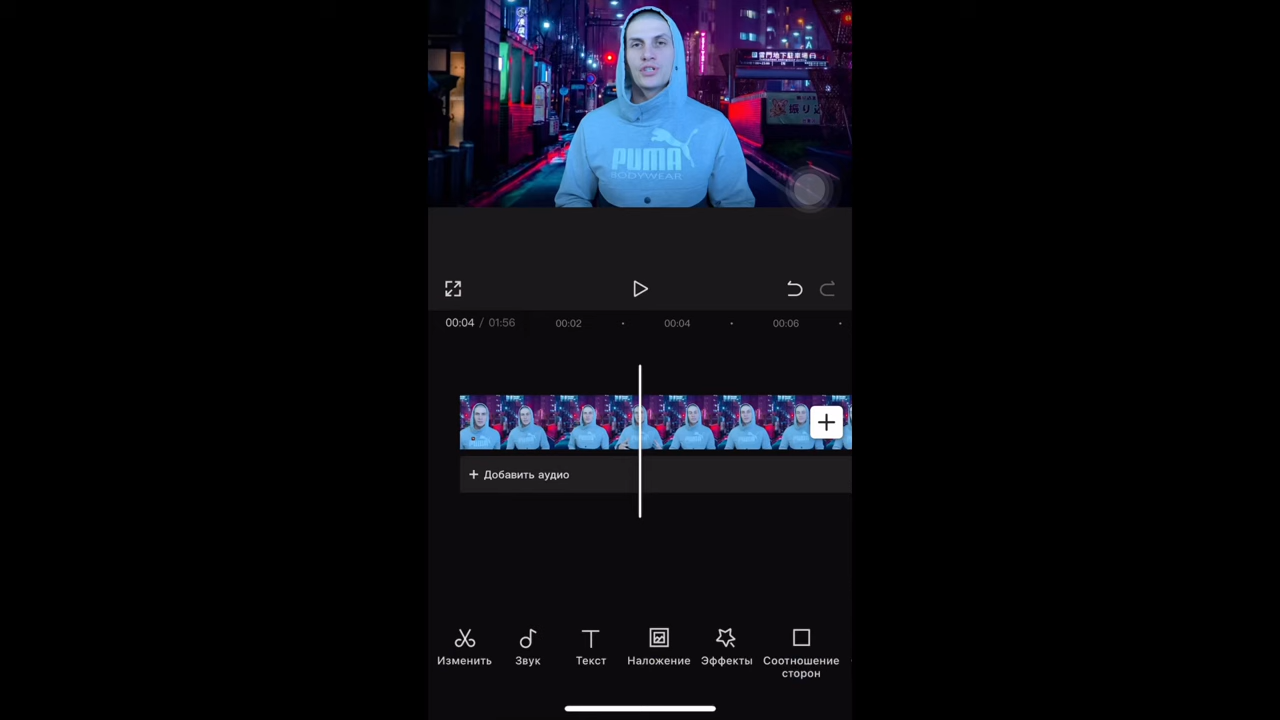 PUMA
BODYWEAR
00:04 / 01:56
00:02
00:04
00:06
+ Добавить аудио
Изменить
Звук
Текст
Наложение
Эффекты
Соотношение
сторон